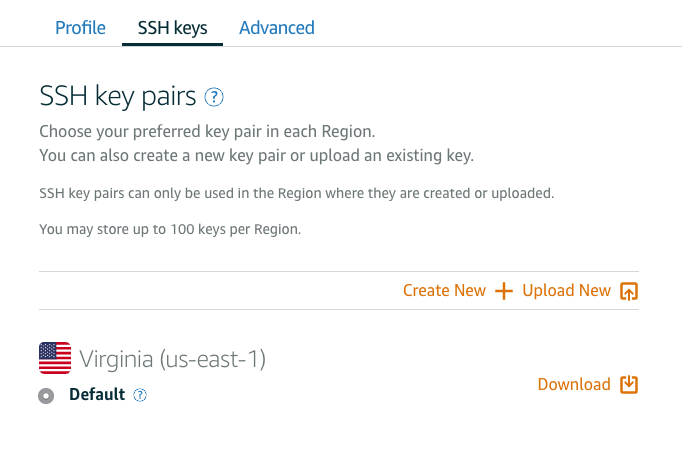 Profile SSH keys Advanced
SSH key pairs ?
Choose your preferred key pair in each Region.
You can also create a new key pair or upload an existing key.
SSH key pairs can only be used in the Region where they are created or uploaded.
You may store up to 100 keys per Region.
Create New + Upload New
Virginia (us-east-1)
Default ?
Download